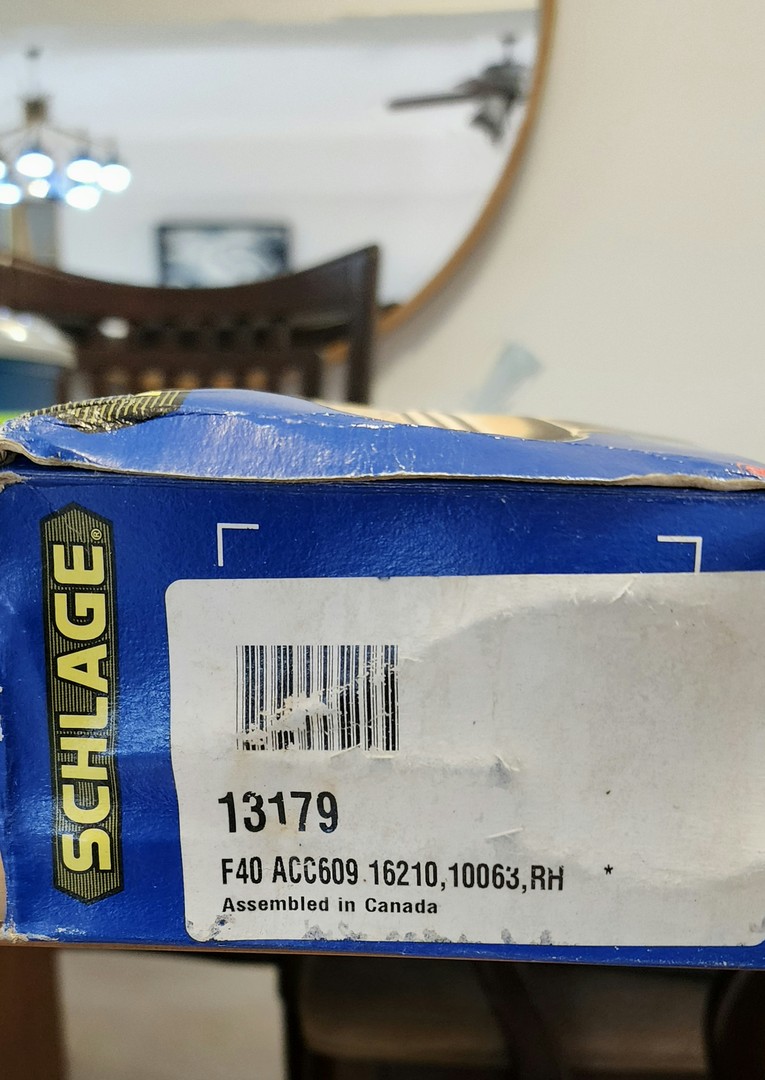 SCHLAGE®
13179
F40 ACC609 16210,10063,RH *
Assembled in Canada